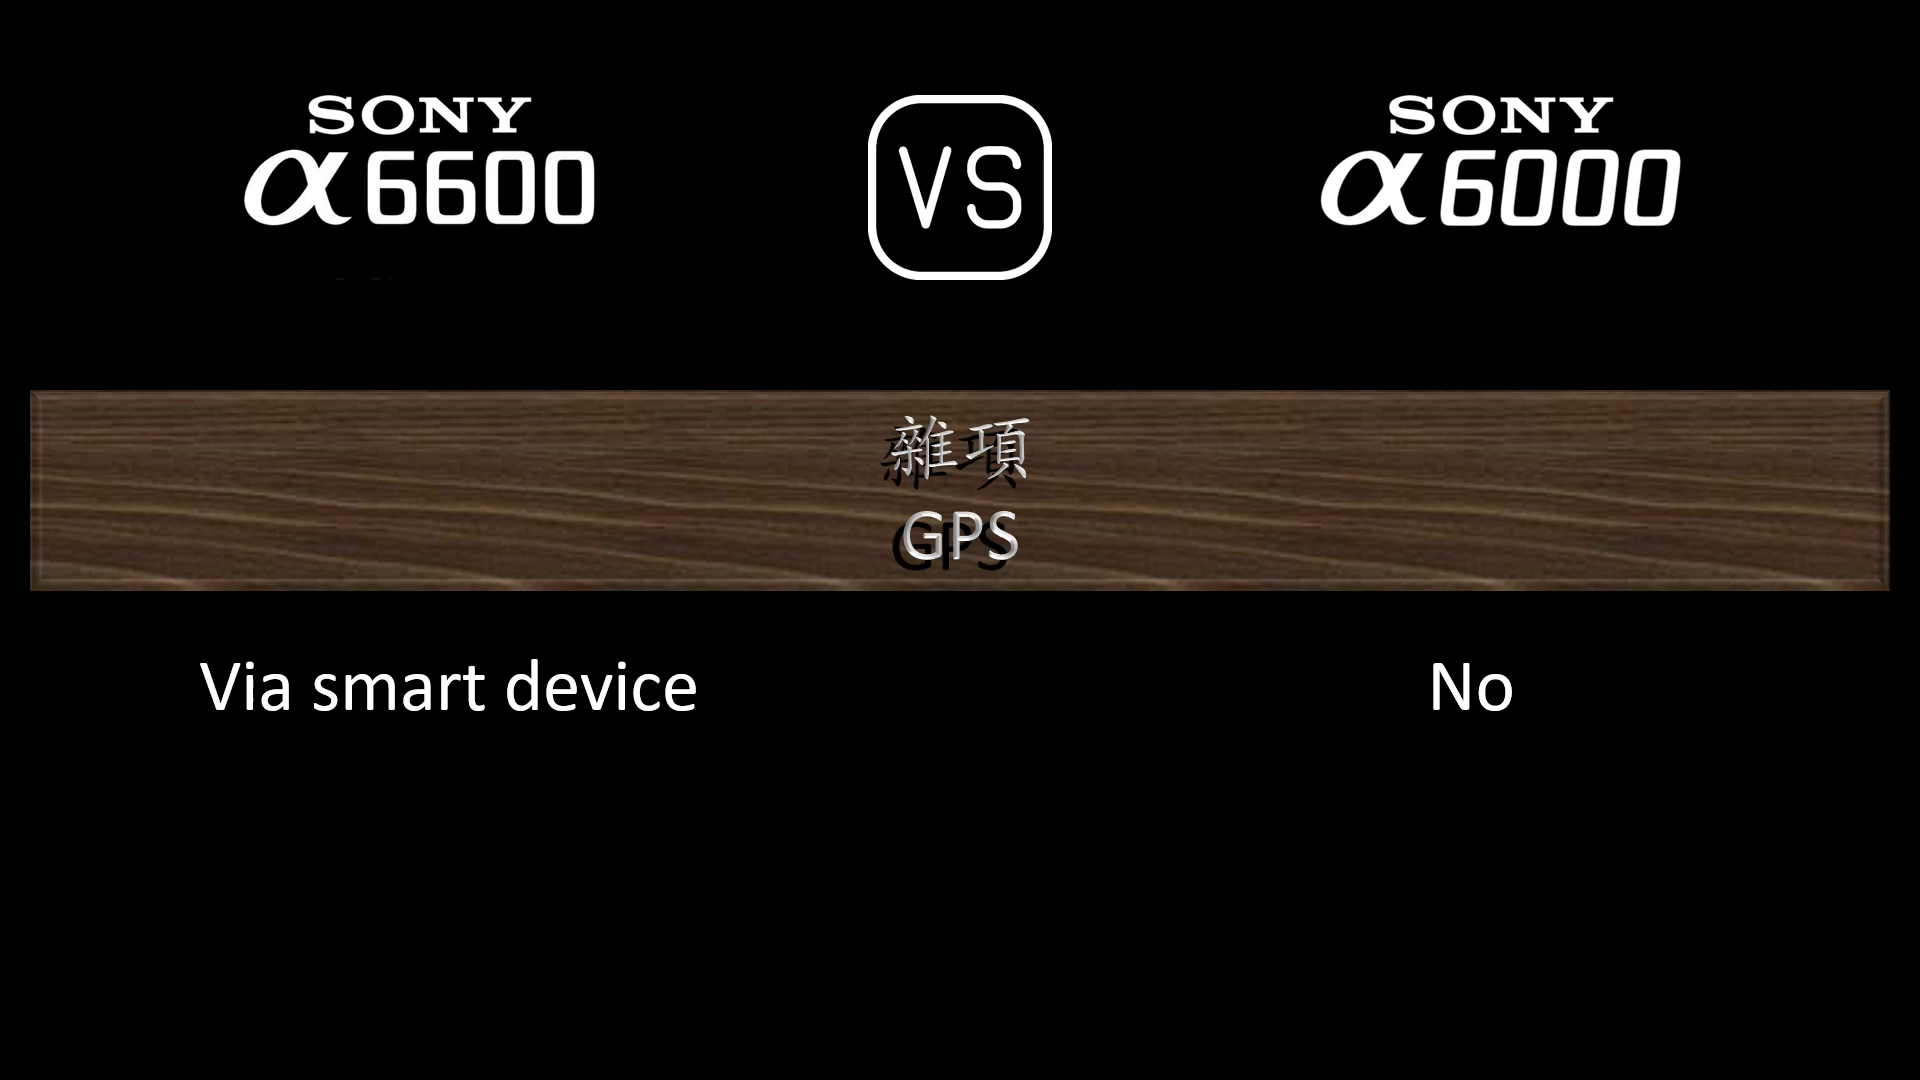 SONY
α6600
VS
SONY
α6000
雜項
GPS
Via smart device
No